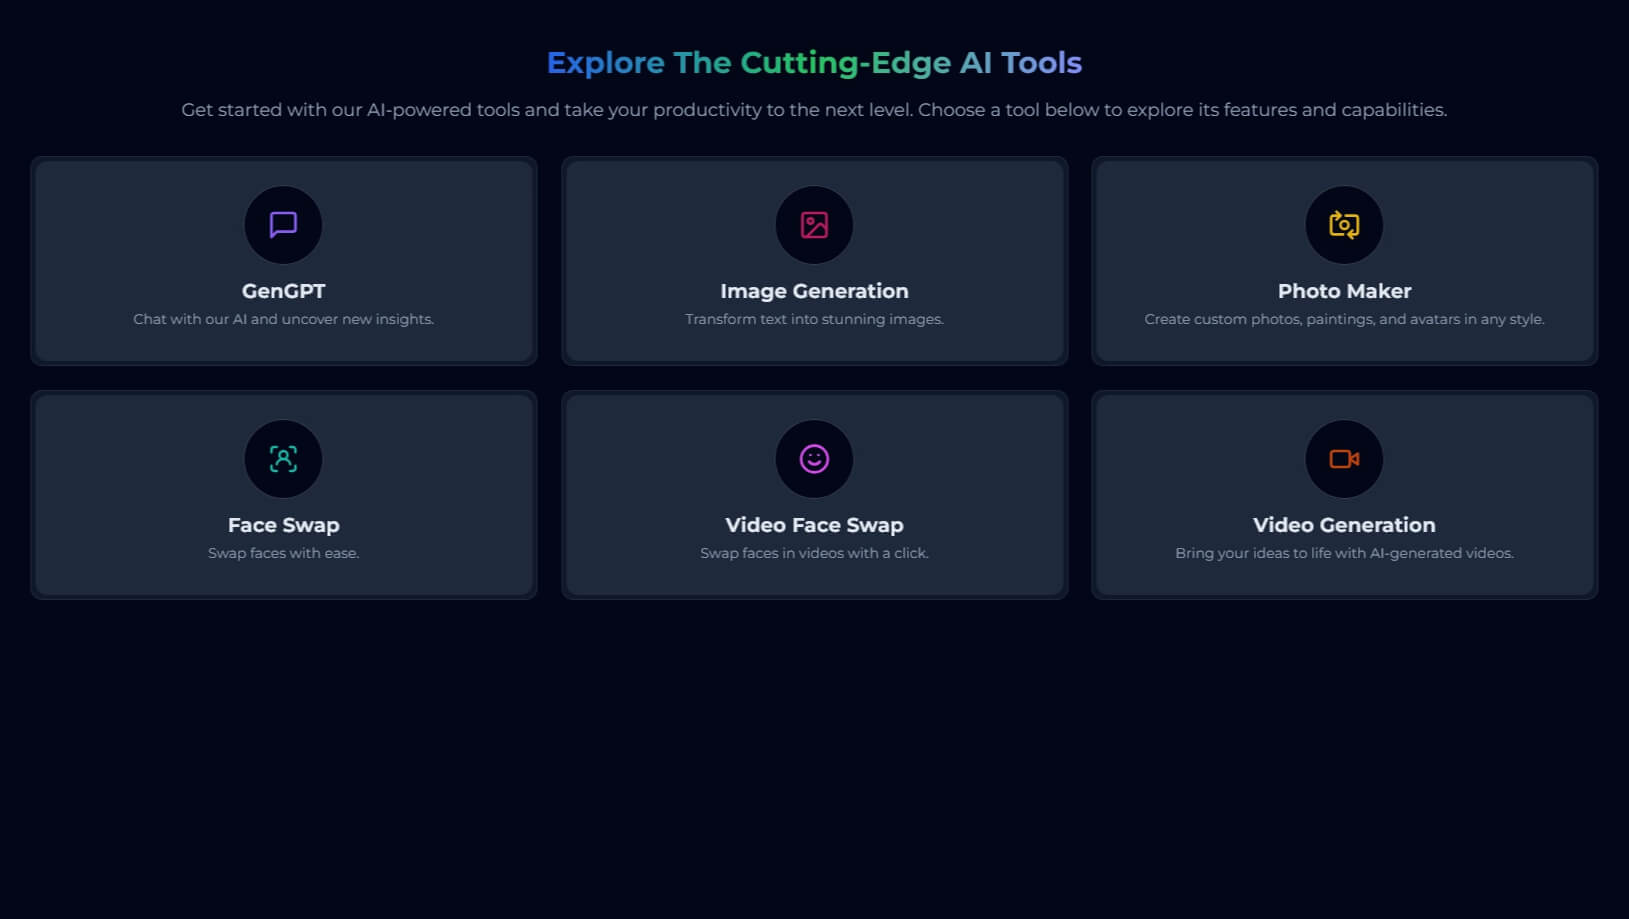 Explore The Cutting-Edge AI Tools
Get started with our AI-powered tools and take your productivity to the next level. Choose a tool below to explore its features and capabilities.
GenGPT
Chat with our AI and uncover new insights.
Image Generation
Transform text into stunning images.
Photo Maker
Create custom photos, paintings, and avatars in any style.
Face Swap
Swap faces with ease.
Video Face Swap
Swap faces in videos with a click.
Video Generation
Bring your ideas to life with AI-generated videos.